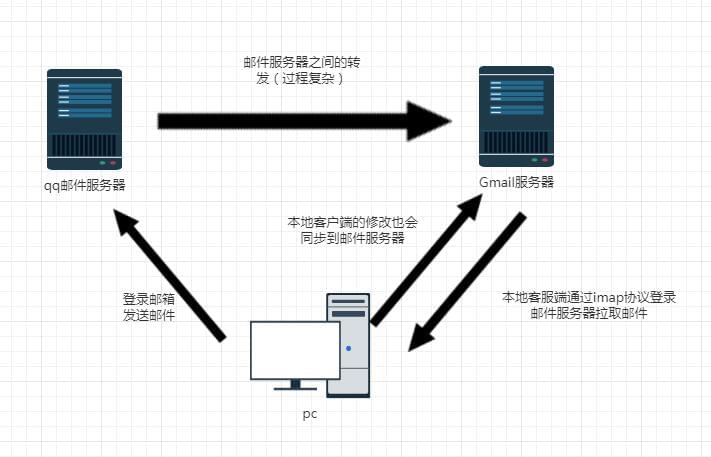 邮件服务器之间的转
发（过程复杂）
qq邮件服务器
Gmail服务器
本地客户端的修改也会
同步到邮件服务器
登录邮箱
发送邮件
本地客服端通过imap协议登录
邮件服务器拉取邮件
pc